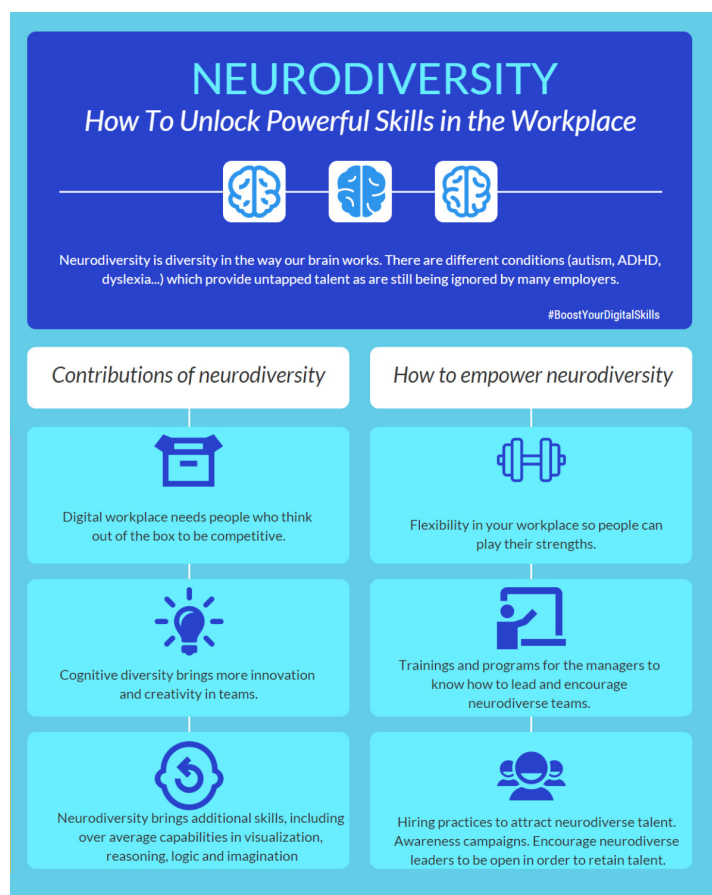 NEURODIVERSITY
How To Unlock Powerful Skills in the Workplace
Neurodiversity is diversity in the way our brain works. There are different conditions (autism, ADHD,
dyslexia...) which provide untapped talent as are still being ignored by many employers.
#BoostYourDigitalSkills
Contributions of neurodiversity
Digital workplace needs people who think
out of the box to be competitive.
Cognitive diversity brings more innovation
and creativity in teams.
Neurodiversity brings additional skills, including
over average capabilities in visualization,
reasoning, logic and imagination
How to empower neurodiversity
Flexibility in your workplace so people can
play their strengths.
Trainings and programs for the managers to
know how to lead and encourage
neurodiverse teams.
Hiring practices to attract neurodiverse talent.
Awareness campaigns. Encourage neurodiverse
leaders to be open in order to retain talent.